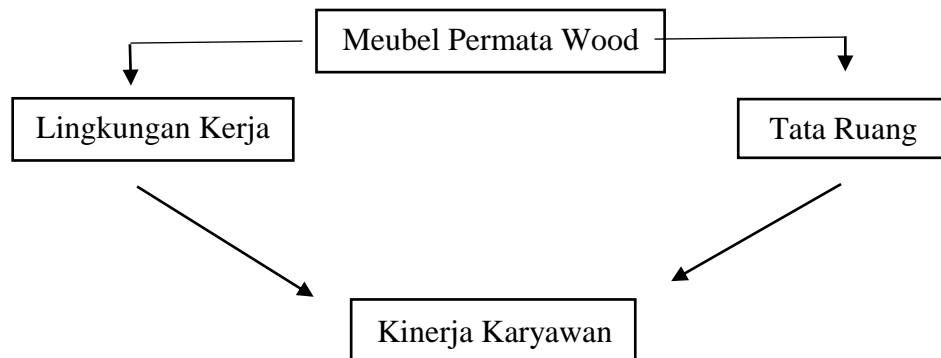 Meubel Permata Wood
Lingkungan Kerja
Tata Ruang
Kinerja Karyawan